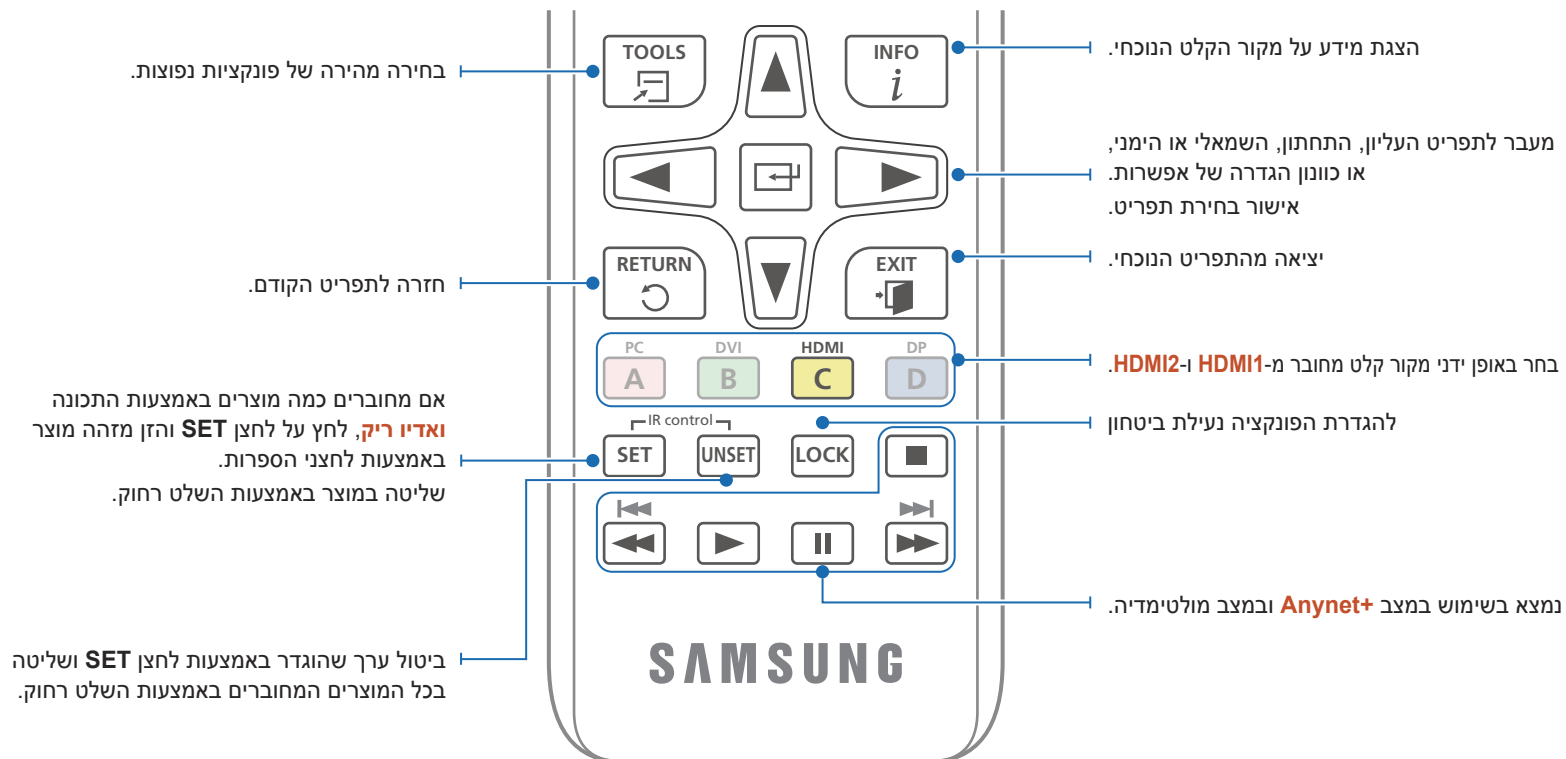 TOOLS
INFO
i
הצגת מידע על מקור הקלט הנוכחי.
בחירה מהירה של פונקציות נפוצות.
מעבר לתפריט העליון, התחתון, השמאלי או הימני,
או כוונון הגדרה של אפשרות.
אישור בחירת תפריט.
RETURN
EXIT
יציאה מהתפריט הנוכחי.
חזרה לתפריט הקודם.
PC DVI HDMI DP
A B C D
בחר באופן ידני מקור קלט מחובר מ-HDMI1 ו-HDMI2.
אם מחוברים כמה מוצרים באמצעות התכונה
ואדיו ריק, לחץ על לחצן SET והזן מזהה מוצר
באמצעות לחצני הספרות.
שליטה במוצר באמצעות השלט רחוק.
להגדרת הפונקציה נעילת ביטחון
IR control
SET UNSET LOCK
נמצא בשימוש במצב Anynet+ ובמצב מולטימדיה.
SAMSUNG
ביטול ערך שהוגדר באמצעות לחצן SET ושליטה
בכל המוצרים המחוברים באמצעות השלט רחוק.